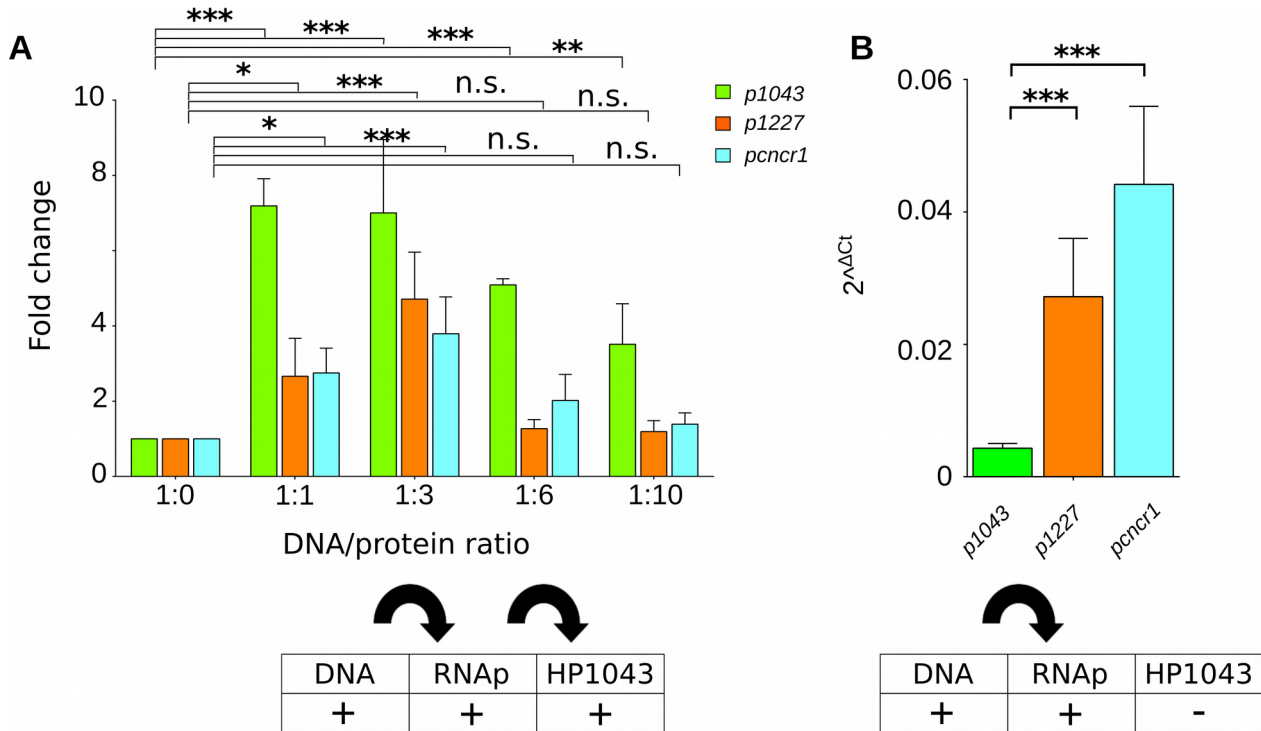 A
***
***
***
**
*
***
n.s.
n.s.
*
***
n.s.
n.s.
p1043
p1227
pcncr1
Fold change
10
8
4
2
0
1:0
1:1
1:3
1:6
1:10
DNA/protein ratio
DNA RNAp HP1043
+ + +
B
***
***
2^ΔCt
0.06
0.04
0.02
0
p1043
p1227
pcncr1
DNA RNAp HP1043
+ + -